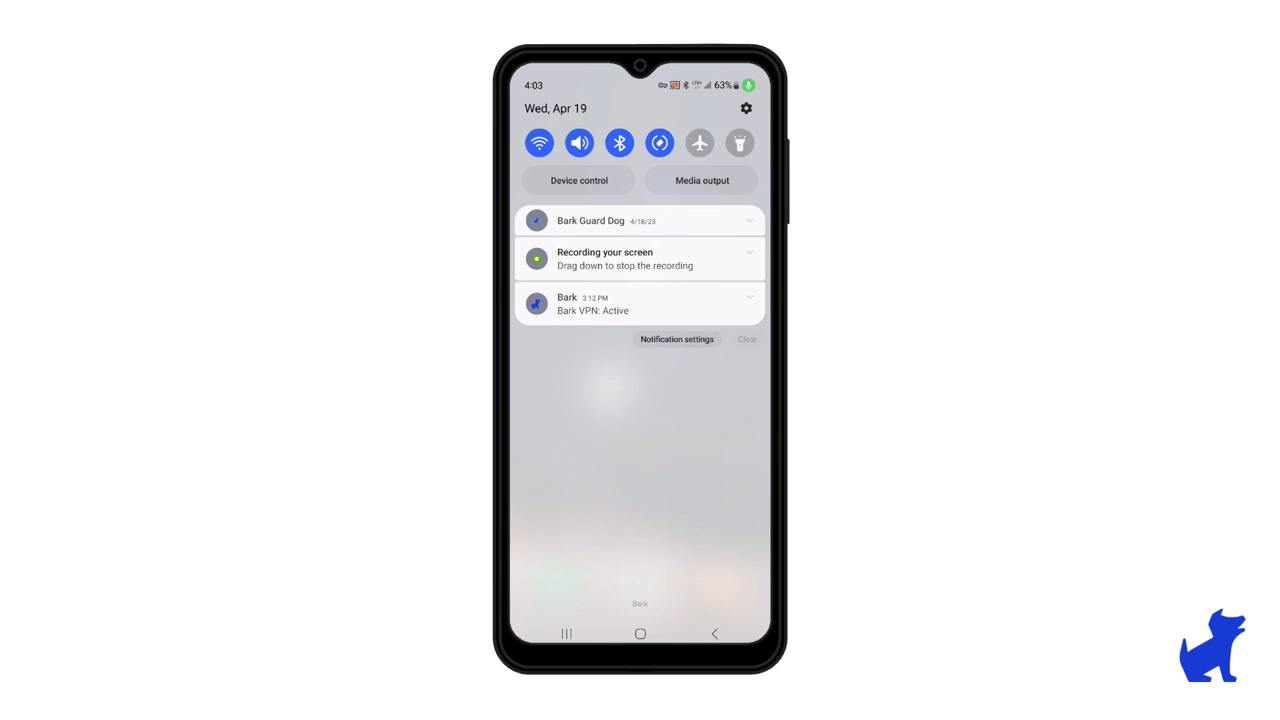 4:03
LTE+
63%
Wed, Apr 19
Device control
Media output
Bark Guard Dog 4/18/23
Recording your screen
Drag down to stop the recording
Bark 3:12 PM
Bark VPN: Active
Notification settings
Clear
Bark